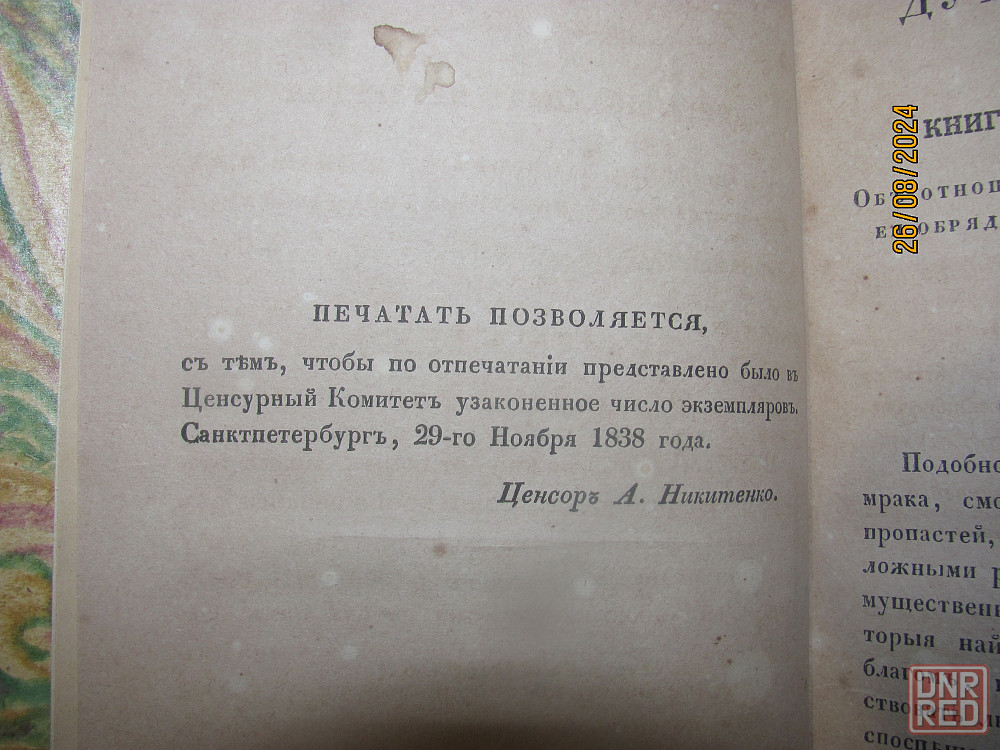 ПЕЧАТАТЬ ПОЗВОЛЯЕТСЯ,
съ тѣмъ, чтобы по отпечатаніи представлено было въ
Ценсурный Комитетъ узаконенное число экземпляровъ.
Санктпетербургъ, 29-го Ноября 1838 года.
Ценсоръ А. Никитенко.
КНИГ
26/08/2024
Подобно
мрака, смо
пропастей,
ложными
мущественн
торыя най
DNR
RED